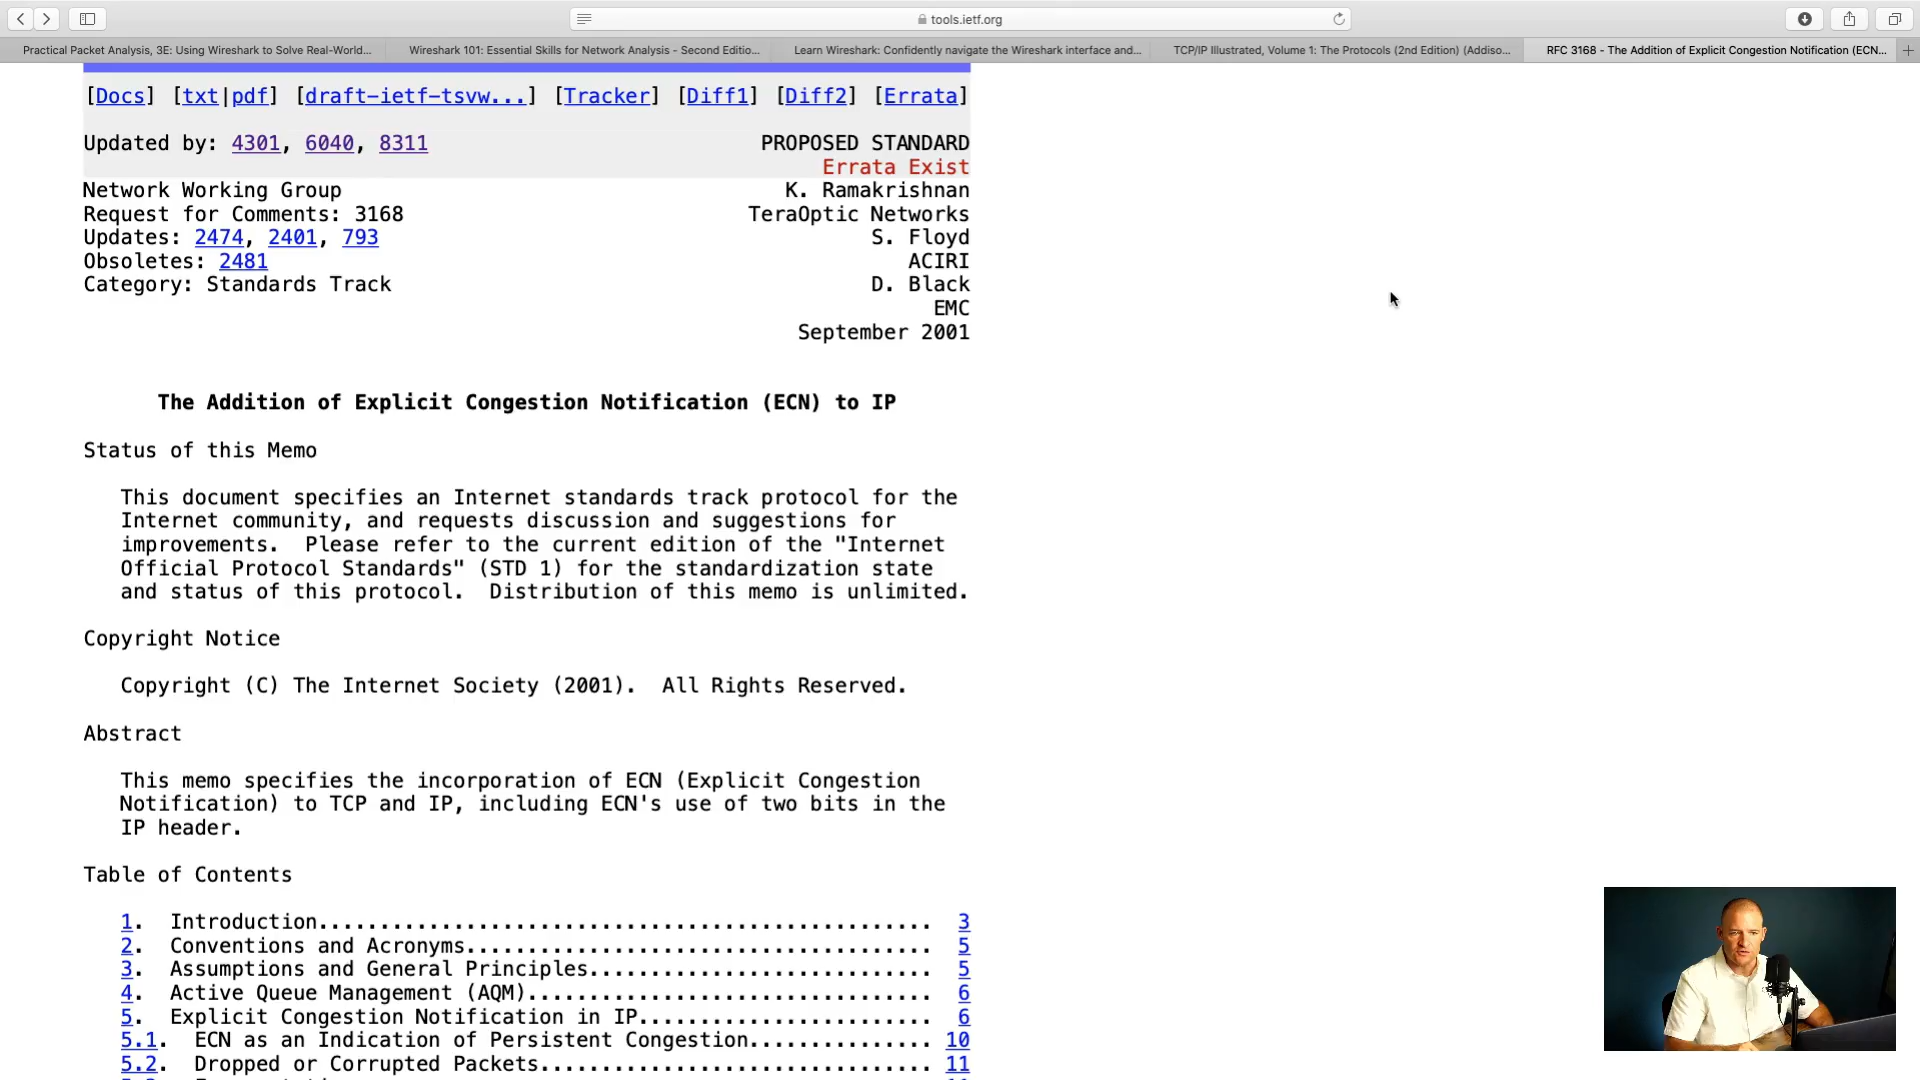 tools.ietf.org
Practical Packet Analysis, 3E: Using Wireshark to Solve Real-World...
Wireshark 101: Essential Skills for Network Analysis - Second Editio...
Learn Wireshark: Confidently navigate the Wireshark interface and...
TCP/IP Illustrated, Volume 1: The Protocols (2nd Edition) (Addiso...
RFC 3168 - The Addition of Explicit Congestion Notification (ECN...
[Docs] [txt|pdf] [draft-ietf-tsvw...] [Tracker] [Diff1] [Diff2] [Errata]
Updated by: 4301, 6040, 8311 PROPOSED STANDARD
Errata Exist
Network Working Group K. Ramakrishnan
Request for Comments: 3168 TeraOptic Networks
Updates: 2474, 2401, 793 S. Floyd
Obsoletes: 2481 ACIRI
Category: Standards Track D. Black
EMC
September 2001
The Addition of Explicit Congestion Notification (ECN) to IP
Status of this Memo
This document specifies an Internet standards track protocol for the
Internet community, and requests discussion and suggestions for
improvements. Please refer to the current edition of the "Internet
Official Protocol Standards" (STD 1) for the standardization state
and status of this protocol. Distribution of this memo is unlimited.
Copyright Notice
Copyright (C) The Internet Society (2001). All Rights Reserved.
Abstract
This memo specifies the incorporation of ECN (Explicit Congestion
Notification) to TCP and IP, including ECN's use of two bits in the
IP header.
Table of Contents
1. Introduction.................................................. 3
2. Conventions and Acronyms...................................... 5
3. Assumptions and General Principles............................ 5
4. Active Queue Management (AQM)................................. 6
5. Explicit Congestion Notification in IP........................ 6
5.1. ECN as an Indication of Persistent Congestion............... 10
5.2. Dropped or Corrupted Packets................................ 11